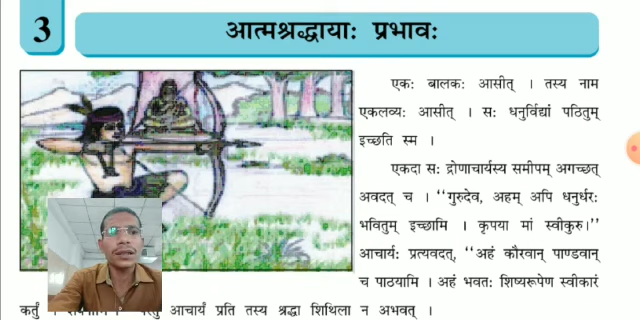 3
आत्मश्रद्धायाः प्रभावः
एकः बालकः आसीत् । तस्य नाम
एकलव्यः आसीत् । सः धनुर्विद्यां पठितुम्
इच्छति स्म ।
एकदा सः द्रोणाचार्यस्य समीपम् अगच्छत्
अवदत् च । ‘‘गुरुदेव, अहम् अपि धनुर्धरः
भवितुम् इच्छामि । कृपया मां स्वीकुरु।’’
आचार्यः प्रत्यवदत्, ‘‘अहं कौरवान् पाण्डवान्
च पाठयामि । अहं भवतः शिष्यरूपेण स्वीकारं
कर्तुं आचार्यं प्रति तस्य श्रद्धा शिथिला न अभवत् ।